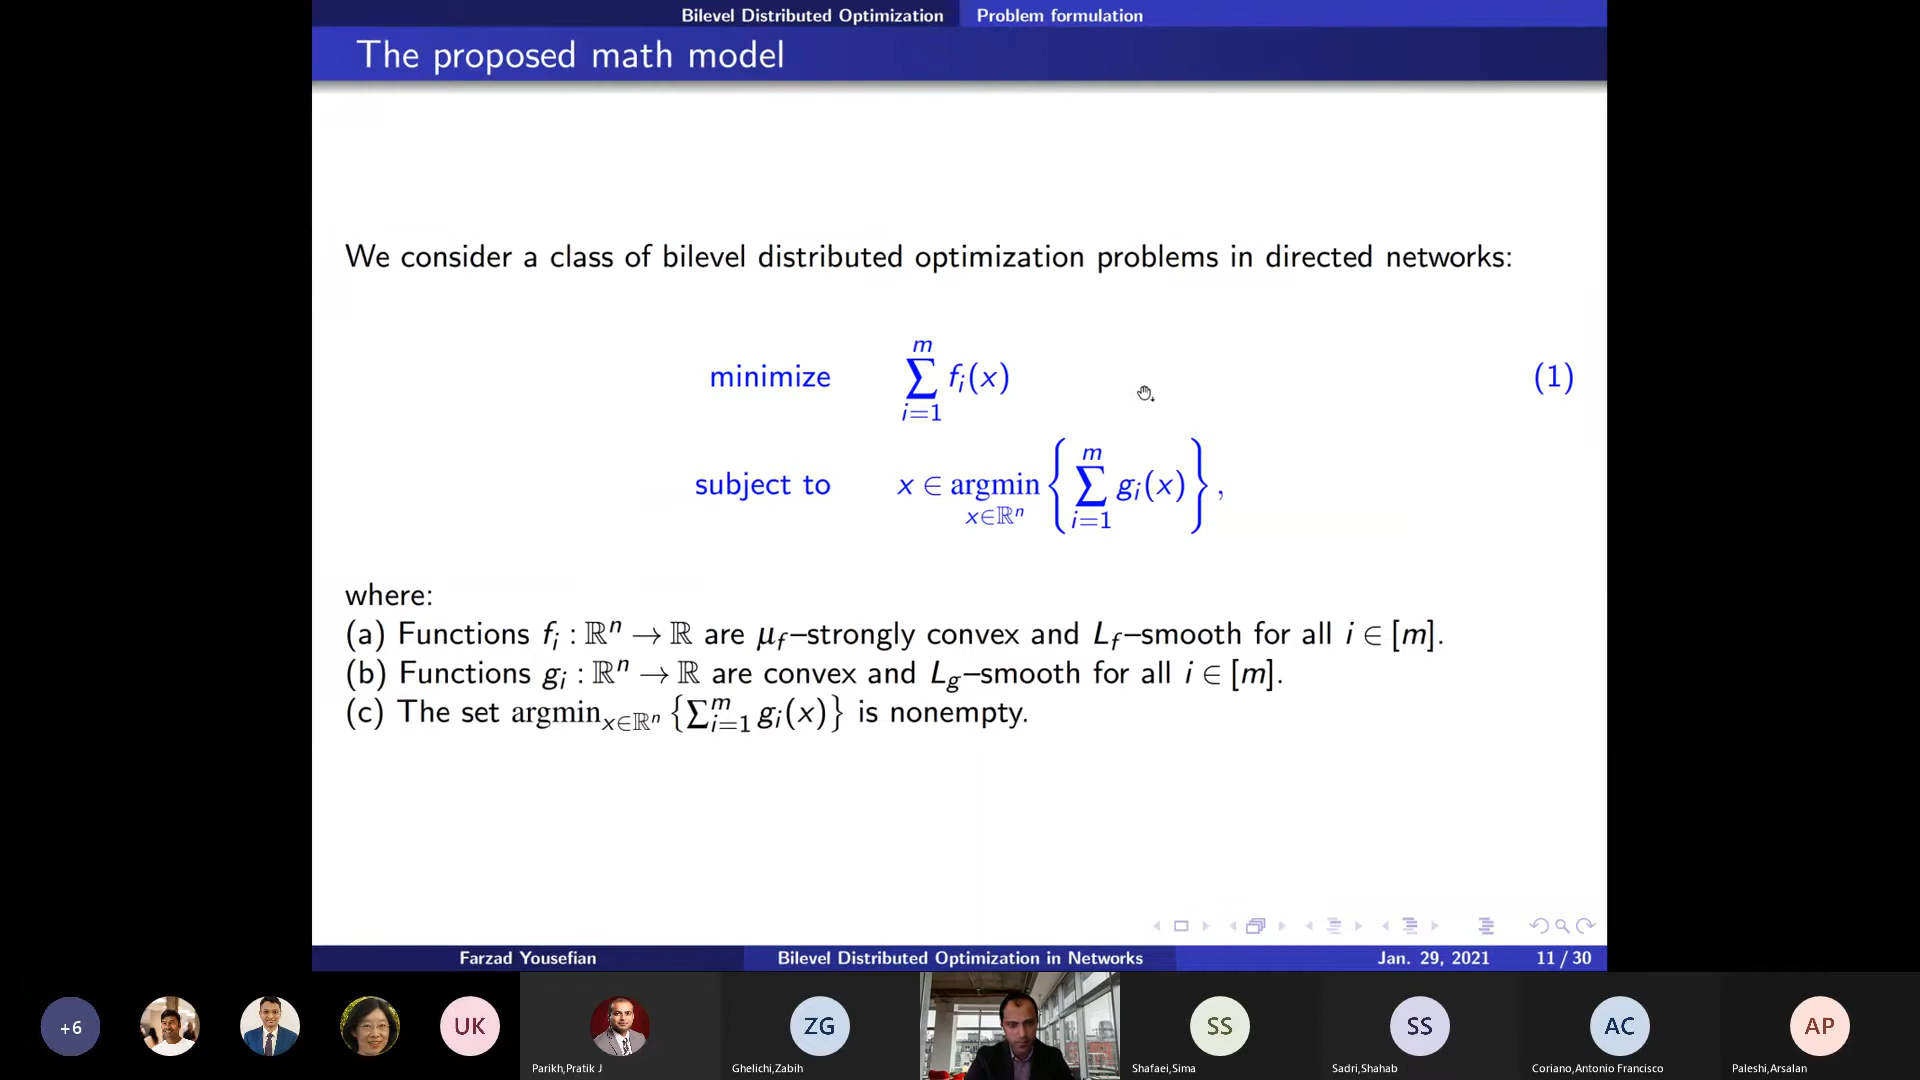 Bilevel Distributed Optimization Problem formulation
The proposed math model
We consider a class of bilevel distributed optimization problems in directed networks:
minimize ∑_{i=1}^{m} f_i(x) (1)
subject to x ∈ argmin_{x∈ℝⁿ} { ∑_{i=1}^{m} g_i(x) },
where:
(a) Functions f_i : ℝⁿ → ℝ are μ_f–strongly convex and L_f–smooth for all i ∈ [m].
(b) Functions g_i : ℝⁿ → ℝ are convex and L_g–smooth for all i ∈ [m].
(c) The set argmin_{x∈ℝⁿ} {∑_{i=1}^{m} g_i(x)} is nonempty.
Farzad Yousefian Bilevel Distributed Optimization in Networks Jan. 29, 2021 11 / 30
+6 UK ZG SS SS AC AP
Parikh,Pratik J Ghelichi,Zabih Shafaei,Sima Sadri,Shahab Coriano,Antonio Francisco Paleshi,Arsalan